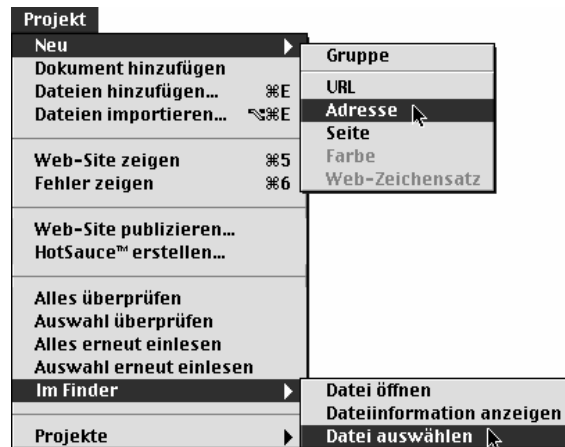 Projekt
Neu
Dokument hinzufügen
Dateien hinzufügen... ⌘E
Dateien importieren... ⌥⌘E
Web-Site zeigen ⌘5
Fehler zeigen ⌘6
Web-Site publizieren...
HotSauce™ erstellen...
Alles überprüfen
Auswahl überprüfen
Alles erneut einlesen
Auswahl erneut einlesen
Im Finder
Projekte
Gruppe
URL
Adresse
Seite
Farbe
Web-Zeichensatz
Datei öffnen
Dateiinformation anzeigen
Datei auswählen